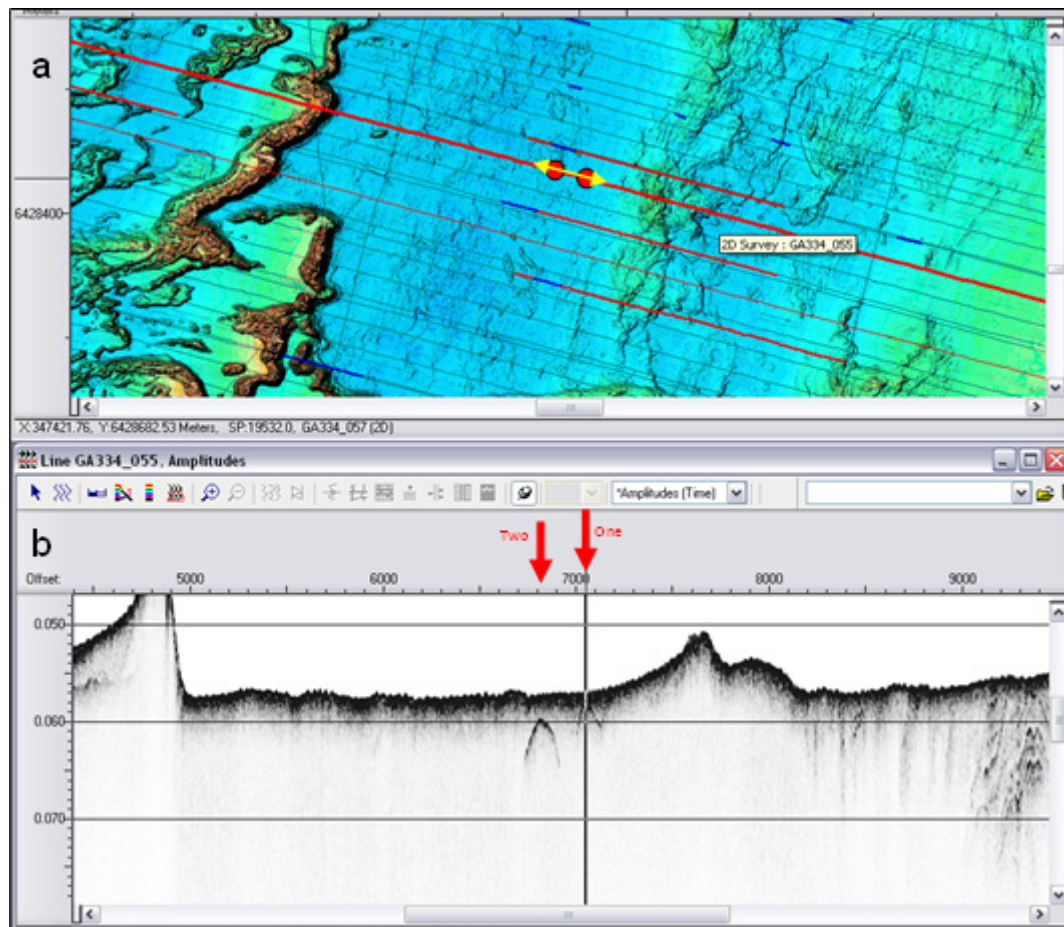 a
6428400
2D Survey : GA334_055
X:347421.76, Y:6428682.53 Meters, SP:19532.0, GA334_057 (2D)
Line GA334_055, Amplitudes
*Amplitudes (Time)
b
Two
One
Offset: 5000 6000 7000 8000 9000
0.050
0.060
0.070